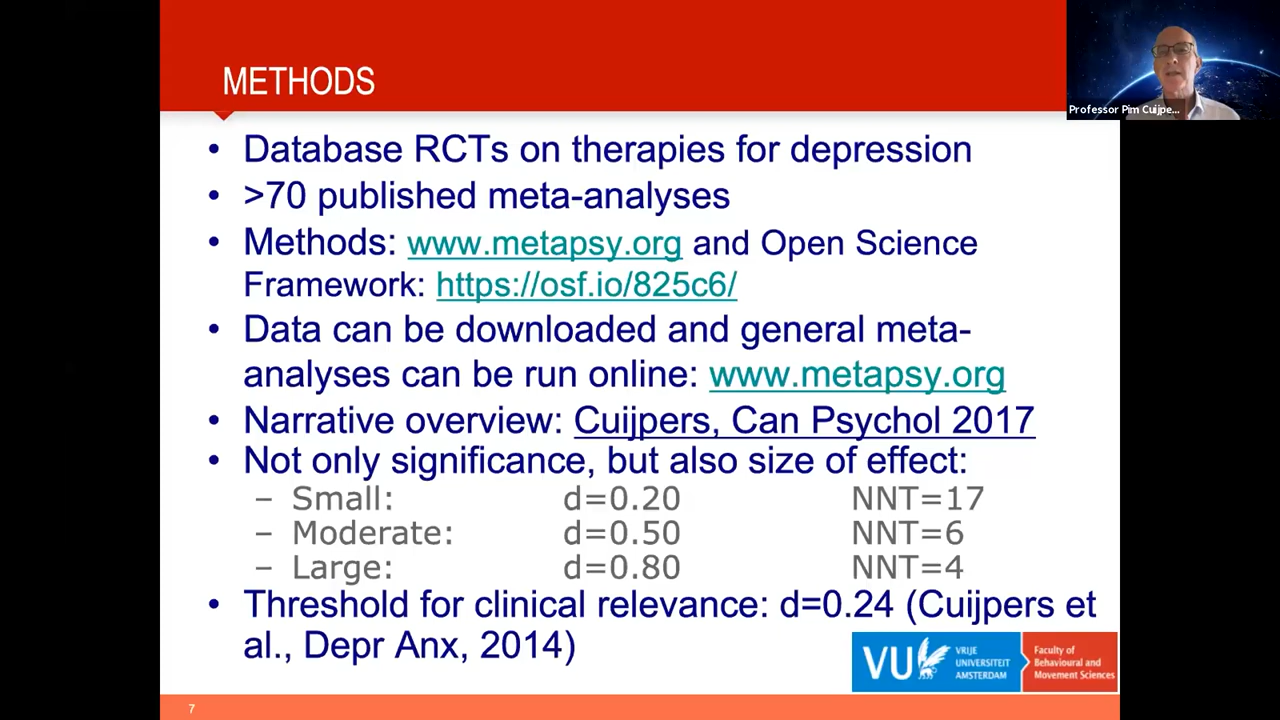 METHODS
Professor Pim Cuijpe...
• Database RCTs on therapies for depression
• >70 published meta-analyses
• Methods: www.metapsy.org and Open Science
Framework: https://osf.io/825c6/
• Data can be downloaded and general meta-
analyses can be run online: www.metapsy.org
• Narrative overview: Cuijpers, Can Psychol 2017
• Not only significance, but also size of effect:
– Small: d=0.20 NNT=17
– Moderate: d=0.50 NNT=6
– Large: d=0.80 NNT=4
• Threshold for clinical relevance: d=0.24 (Cuijpers et
al., Depr Anx, 2014)
VU
VRIJE
UNIVERSITEIT
AMSTERDAM
Faculty of
Behavioural and
Movement Sciences
7